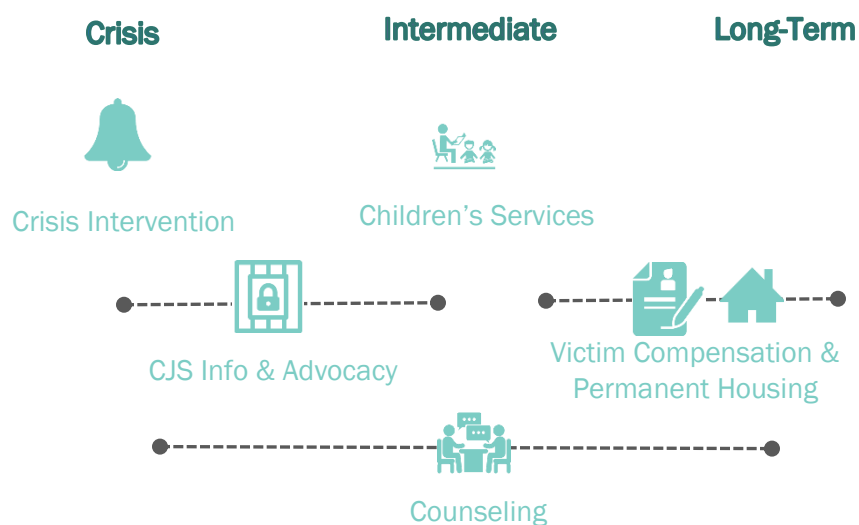 Crisis
Intermediate
Long-Term
Crisis Intervention
Children’s Services
CJS Info & Advocacy
Victim Compensation &
Permanent Housing
Counseling